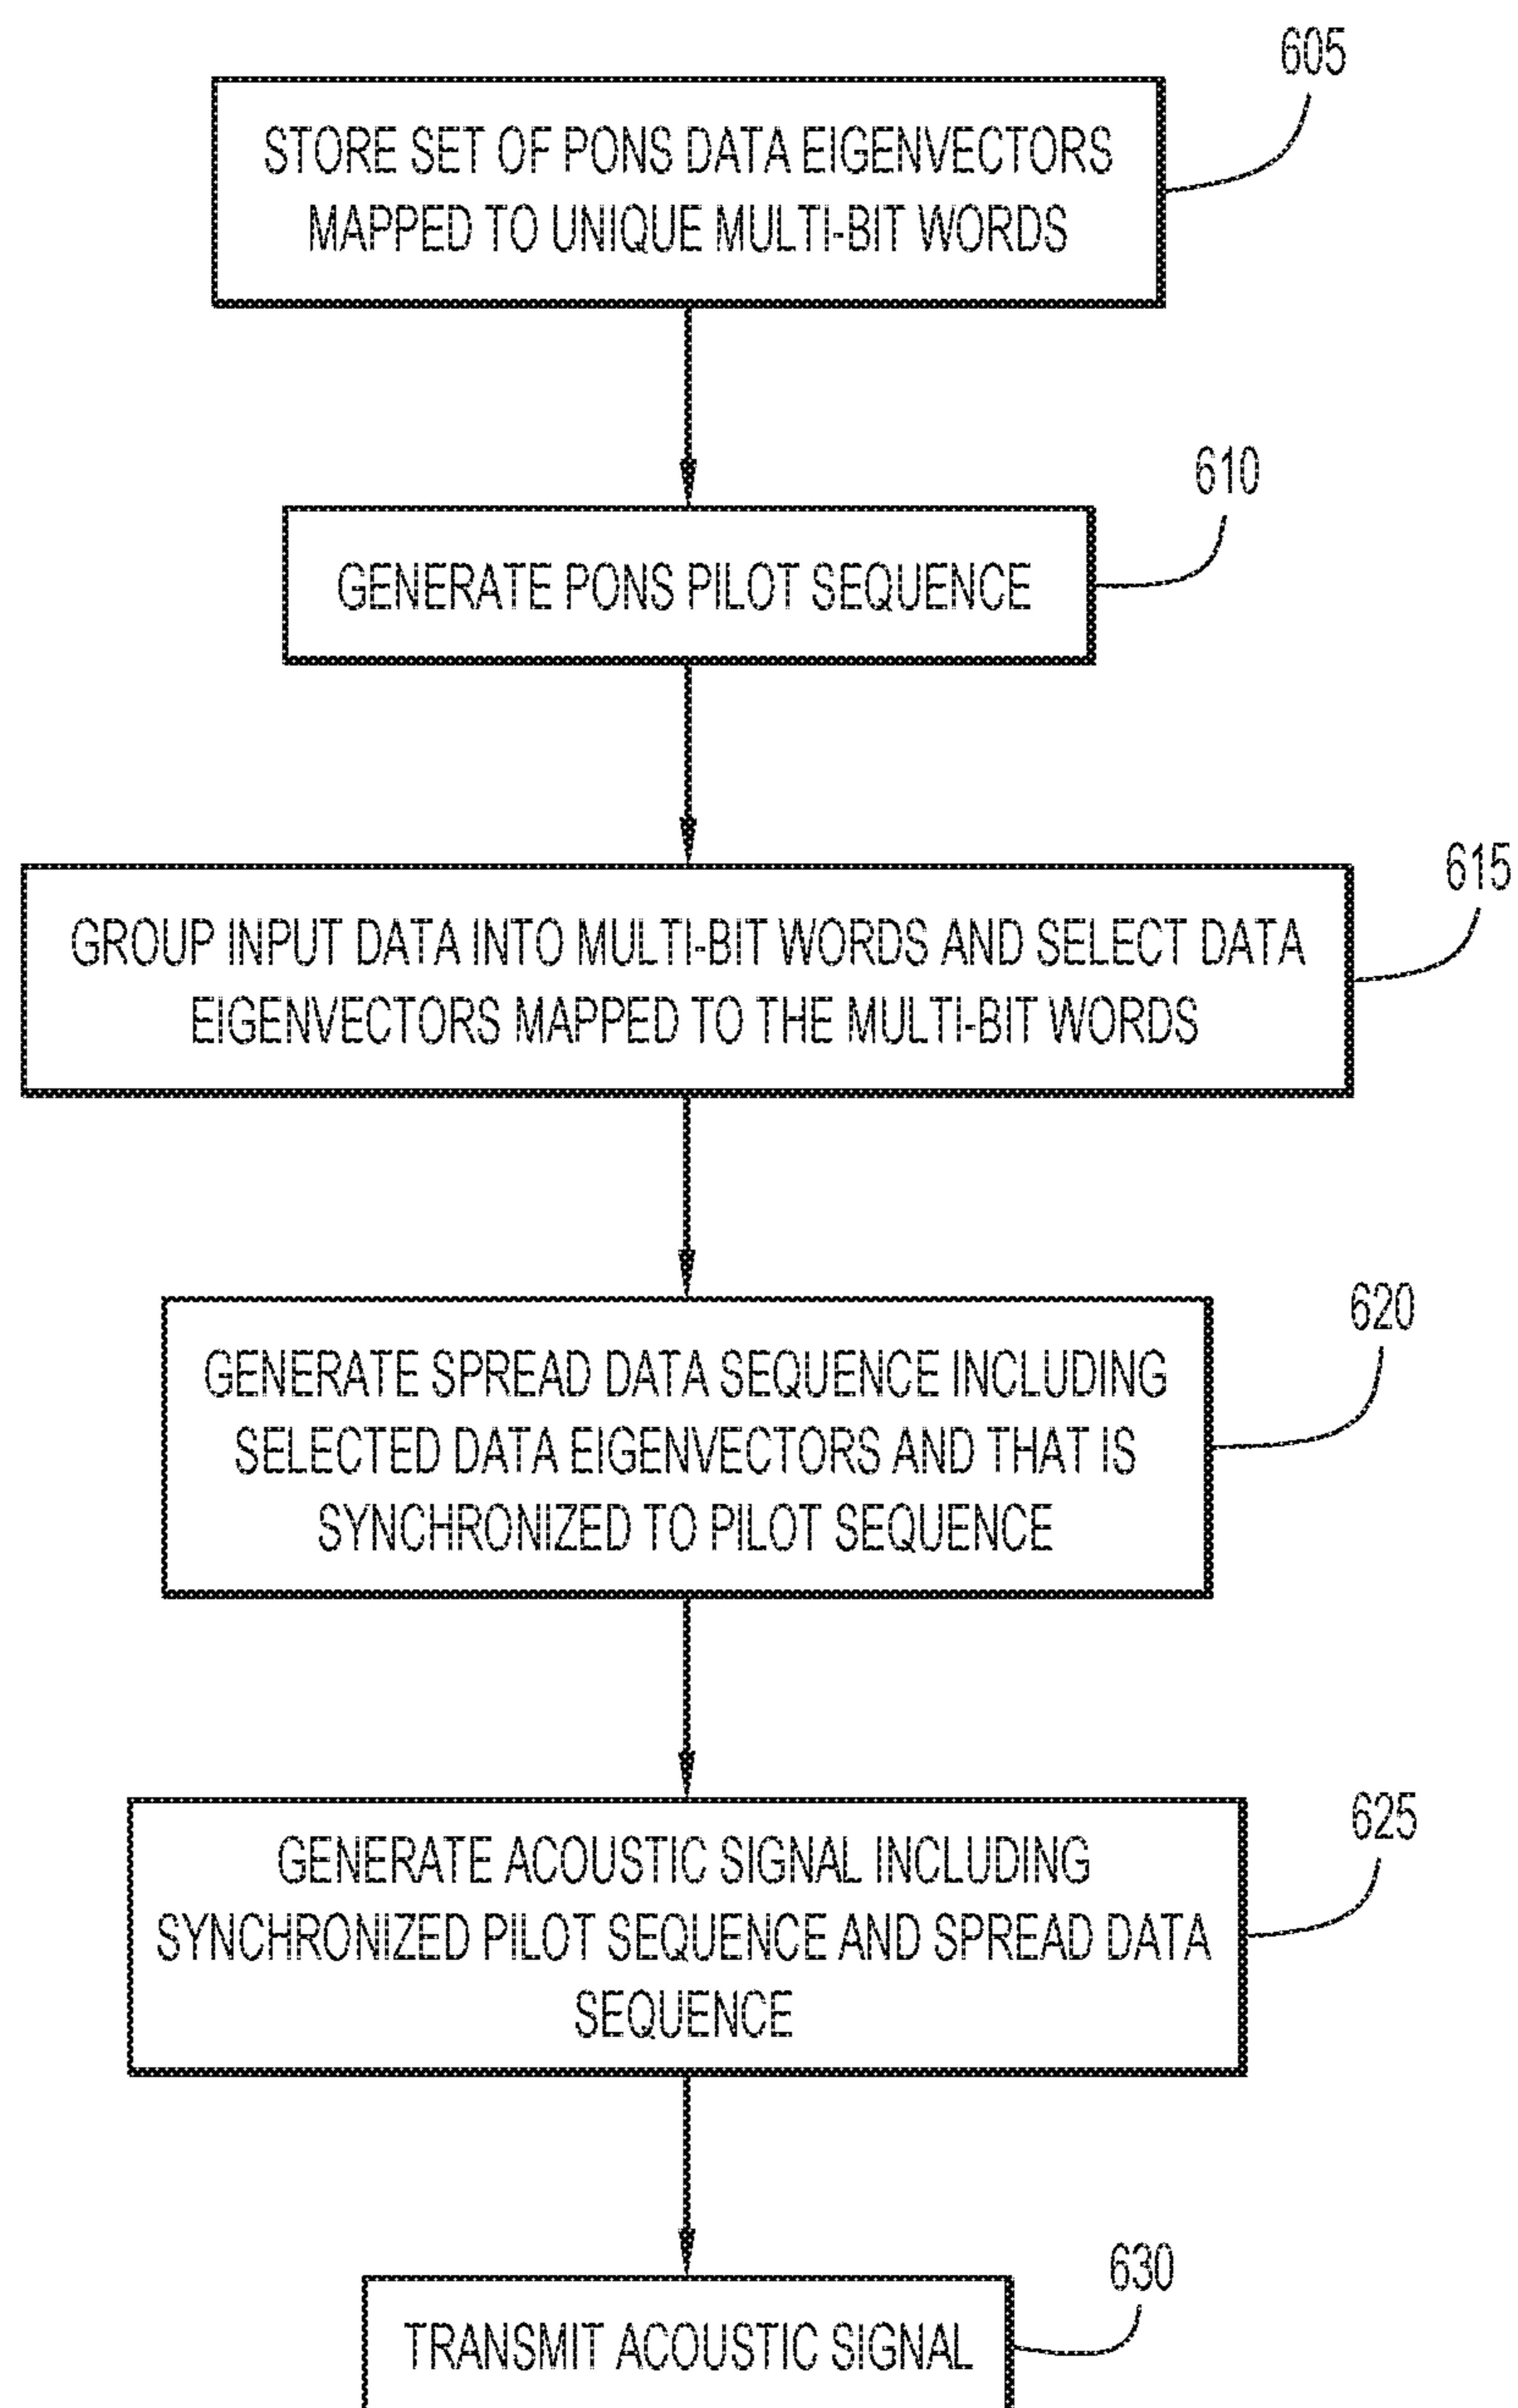 605
STORE SET OF PONS DATA EIGENVECTORS
MAPPED TO UNIQUE MULTI-BIT WORDS
610
GENERATE PONS PILOT SEQUENCE
615
GROUP INPUT DATA INTO MULTI-BIT WORDS AND SELECT DATA
EIGENVECTORS MAPPED TO THE MULTI-BIT WORDS
620
GENERATE SPREAD DATA SEQUENCE INCLUDING
SELECTED DATA EIGENVECTORS AND THAT IS
SYNCHRONIZED TO PILOT SEQUENCE
625
GENERATE ACOUSTIC SIGNAL INCLUDING
SYNCHRONIZED PILOT SEQUENCE AND SPREAD DATA
SEQUENCE
630
TRANSMIT ACOUSTIC SIGNAL